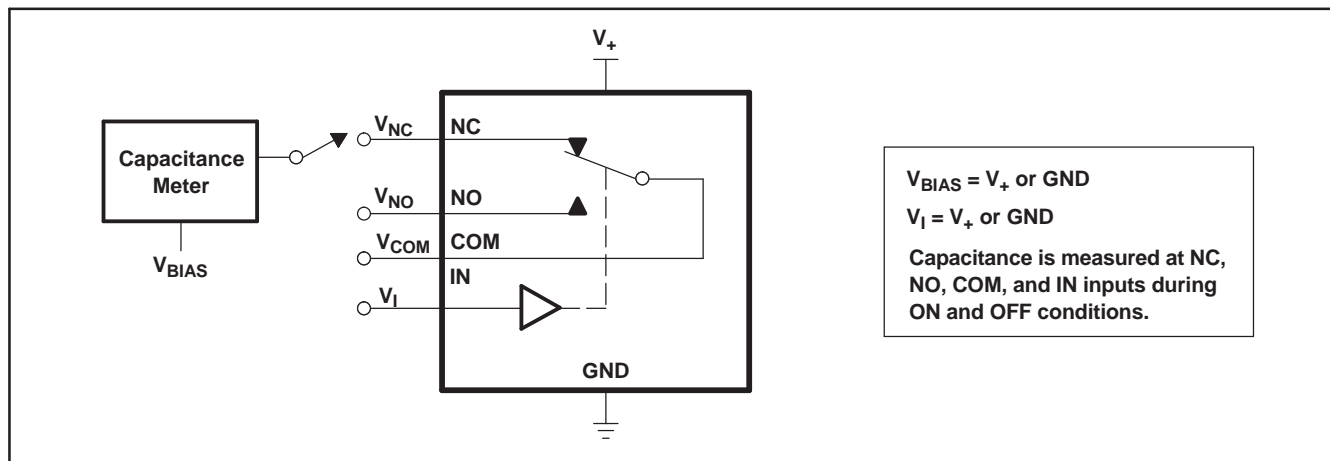 V+
VNC
NC
Capacitance
Meter
VNO
NO
VCOM
COM
VBIAS
IN
VI
GND
VBIAS = V+ or GND
VI = V+ or GND
Capacitance is measured at NC,
NO, COM, and IN inputs during
ON and OFF conditions.